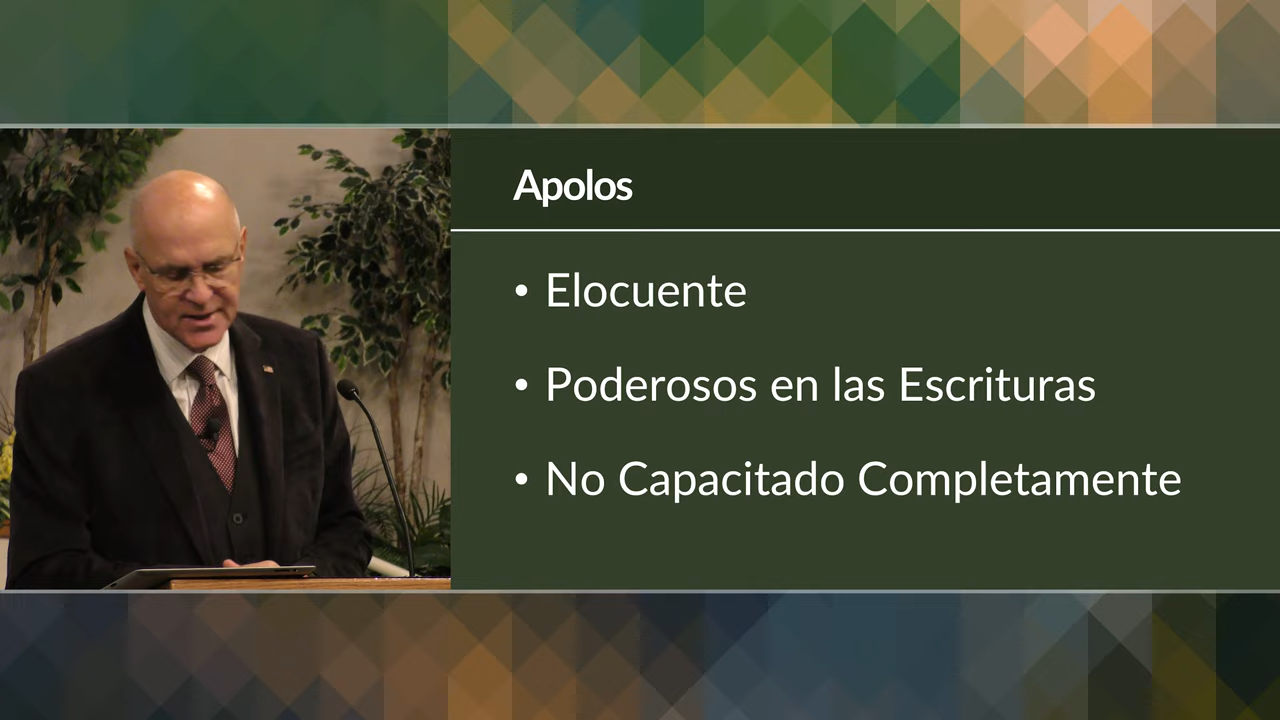 Apolos
• Elocuente
• Poderosos en las Escrituras
• No Capacitado Completamente